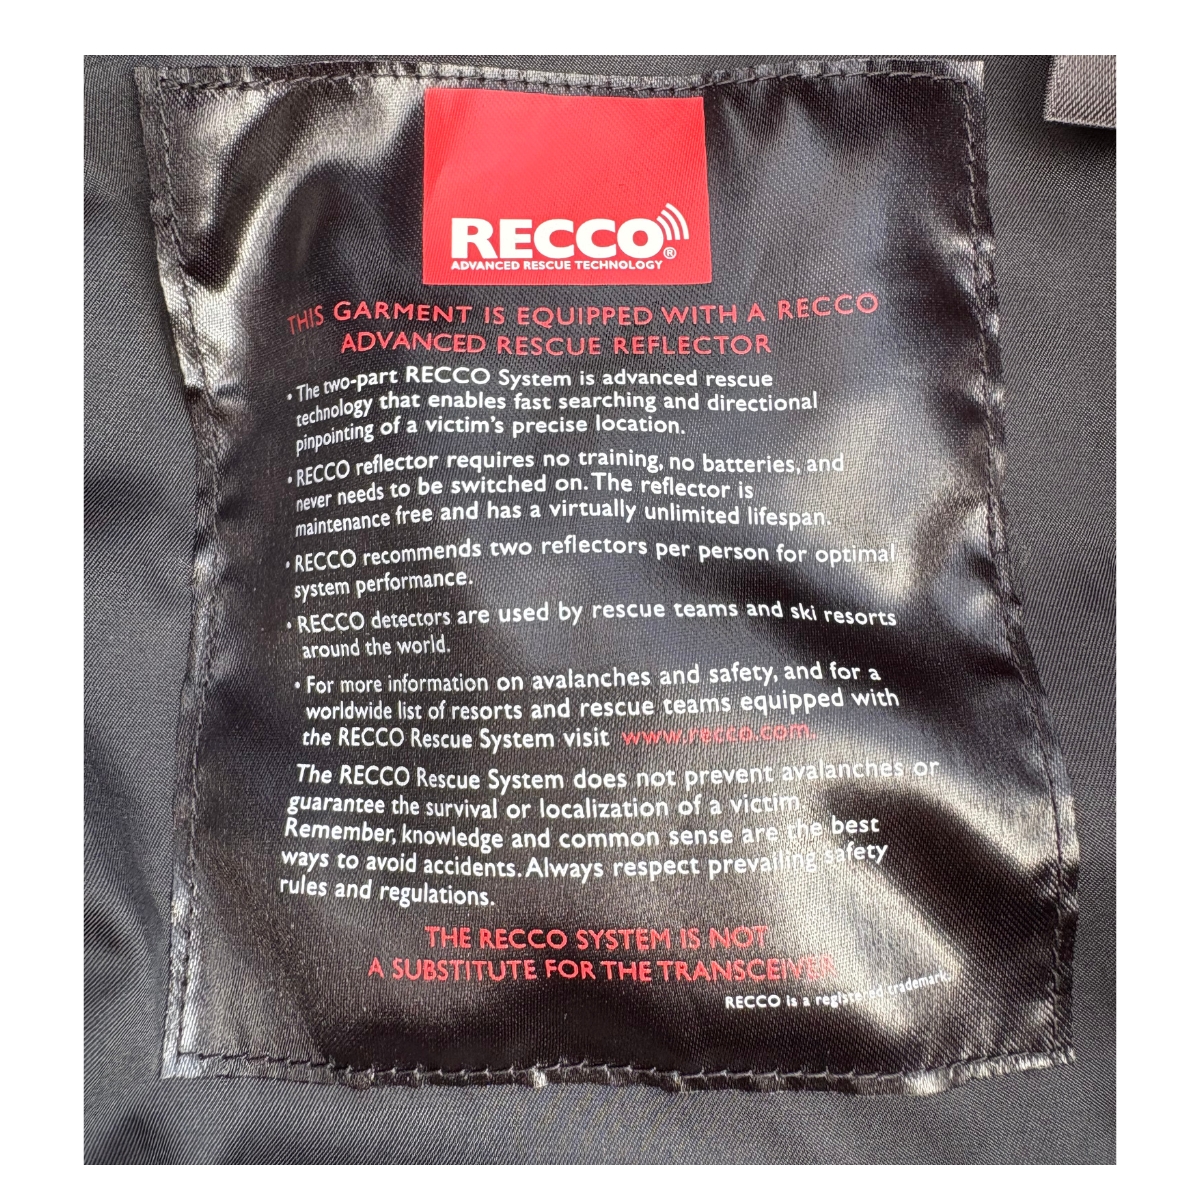 RECCO®
ADVANCED RESCUE TECHNOLOGY
THIS GARMENT IS EQUIPPED WITH A RECCO
ADVANCED RESCUE REFLECTOR
• The two-part RECCO System is advanced rescue
technology that enables fast searching and directional
pinpointing of a victim's precise location.
• RECCO reflector requires no training, no batteries, and
never needs to be switched on. The reflector is
maintenance free and has a virtually unlimited lifespan.
• RECCO recommends two reflectors per person for optimal
system performance.
• RECCO detectors are used by rescue teams and ski resorts
around the world.
• For more information on avalanches and safety, and for a
worldwide list of resorts and rescue teams equipped with
the RECCO Rescue System visit www.recco.com.
The RECCO Rescue System does not prevent avalanches or
guarantee the survival or localization of a victim.
Remember, knowledge and common sense are the best
ways to avoid accidents. Always respect prevailing safety
rules and regulations.
THE RECCO SYSTEM IS NOT
A SUBSTITUTE FOR THE TRANSCEIVER
RECCO is a registered trademark.